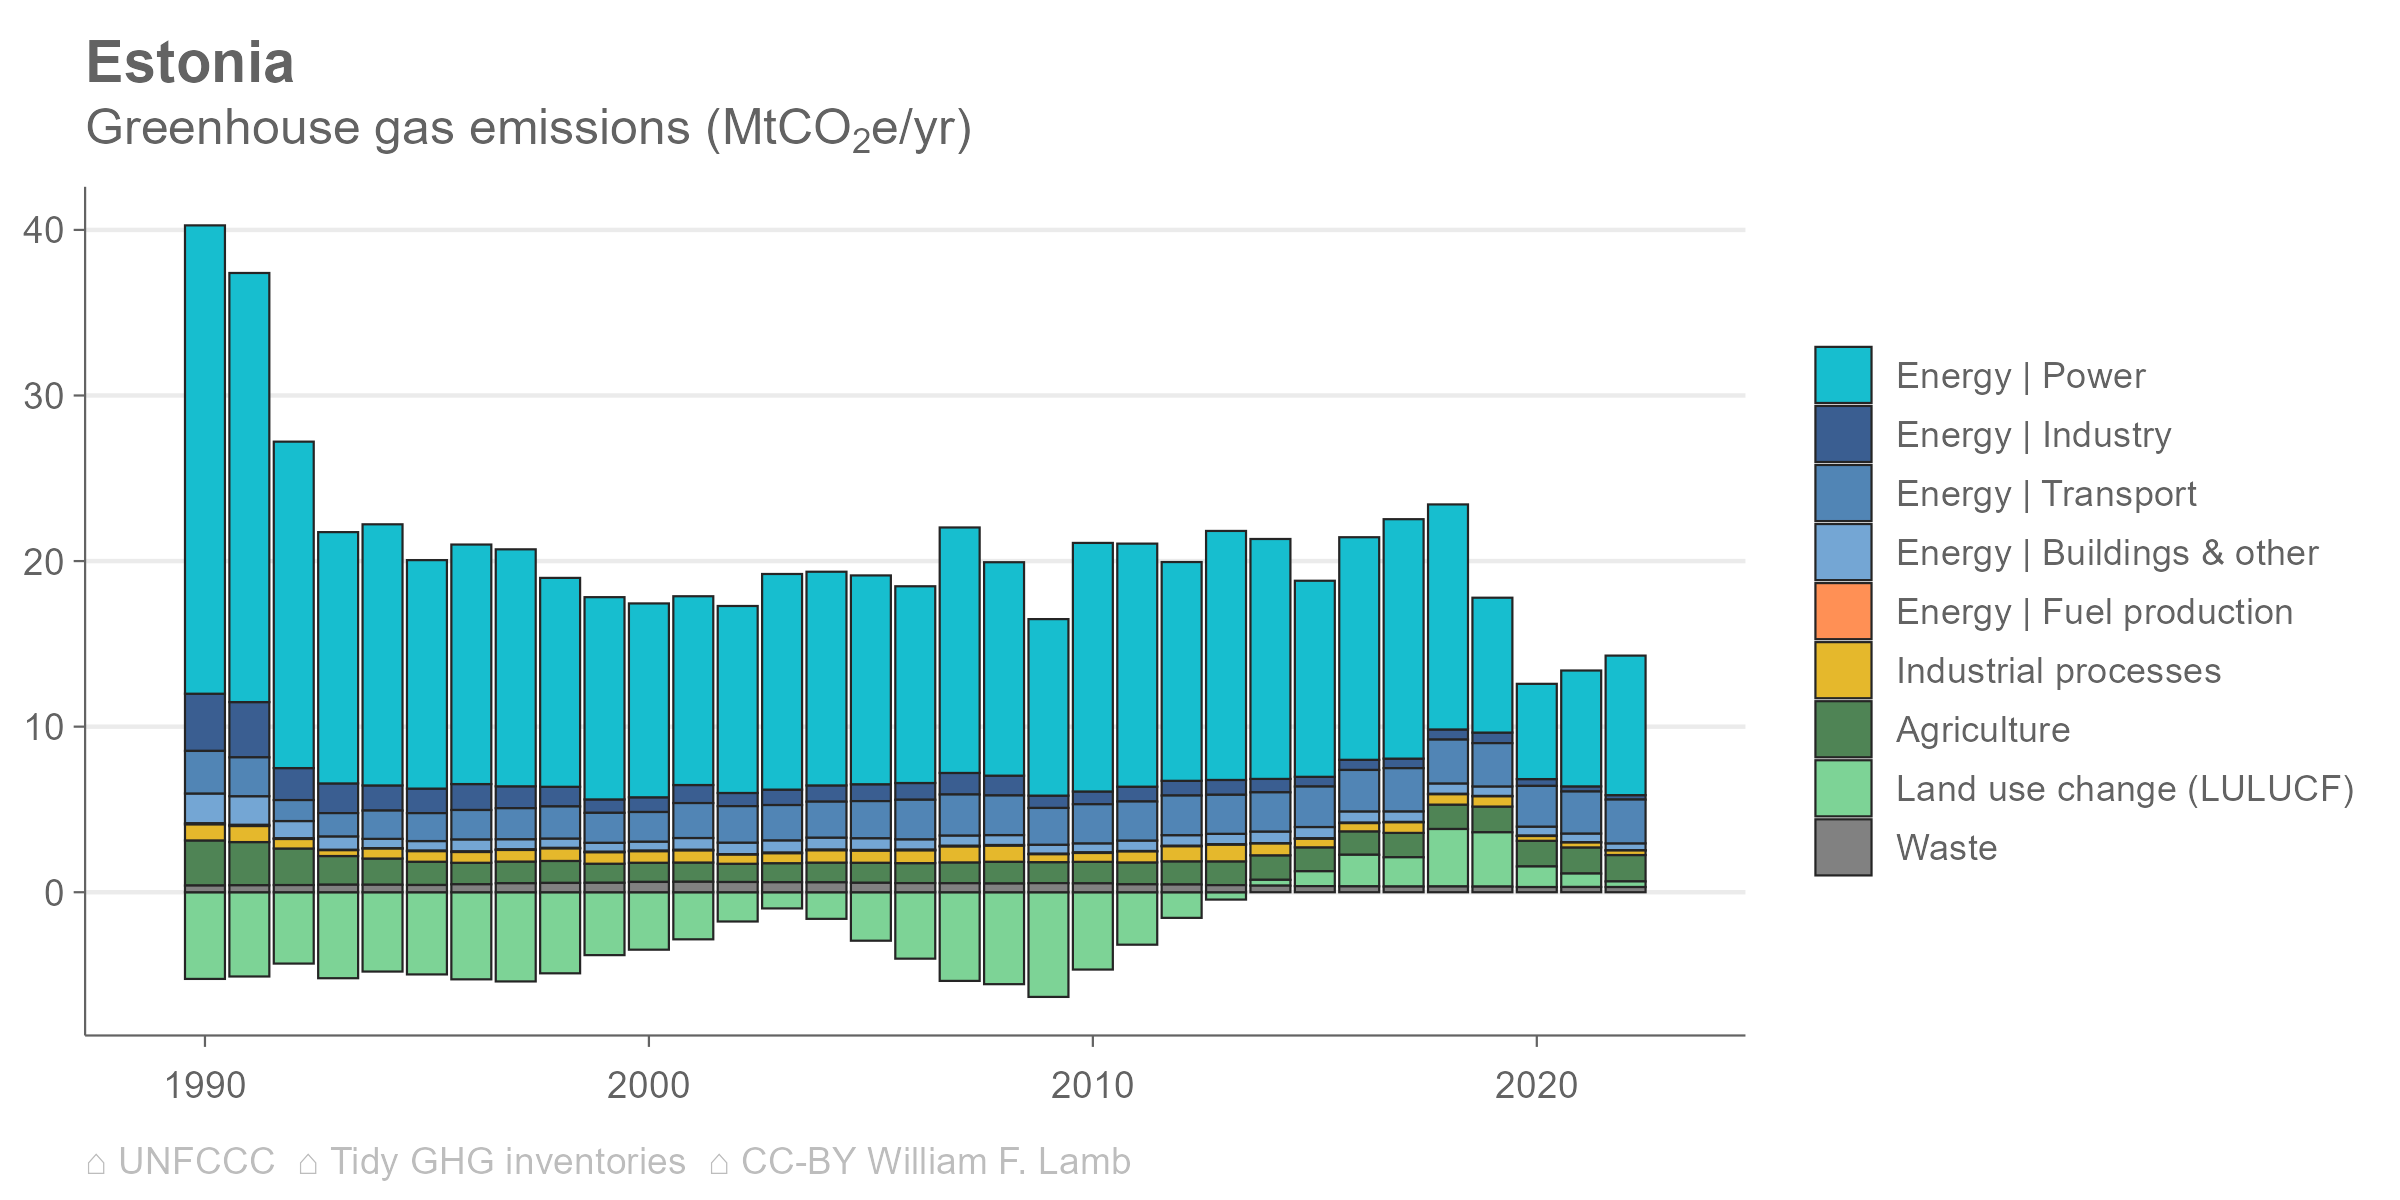 Estonia
Greenhouse gas emissions (MtCO₂e/yr)
40
30
20
10
0
1990 2000 2010 2020
Energy | Power
Energy | Industry
Energy | Transport
Energy | Buildings & other
Energy | Fuel production
Industrial processes
Agriculture
Land use change (LULUCF)
Waste
⌂ UNFCCC ⌂ Tidy GHG inventories ⌂ CC-BY William F. Lamb